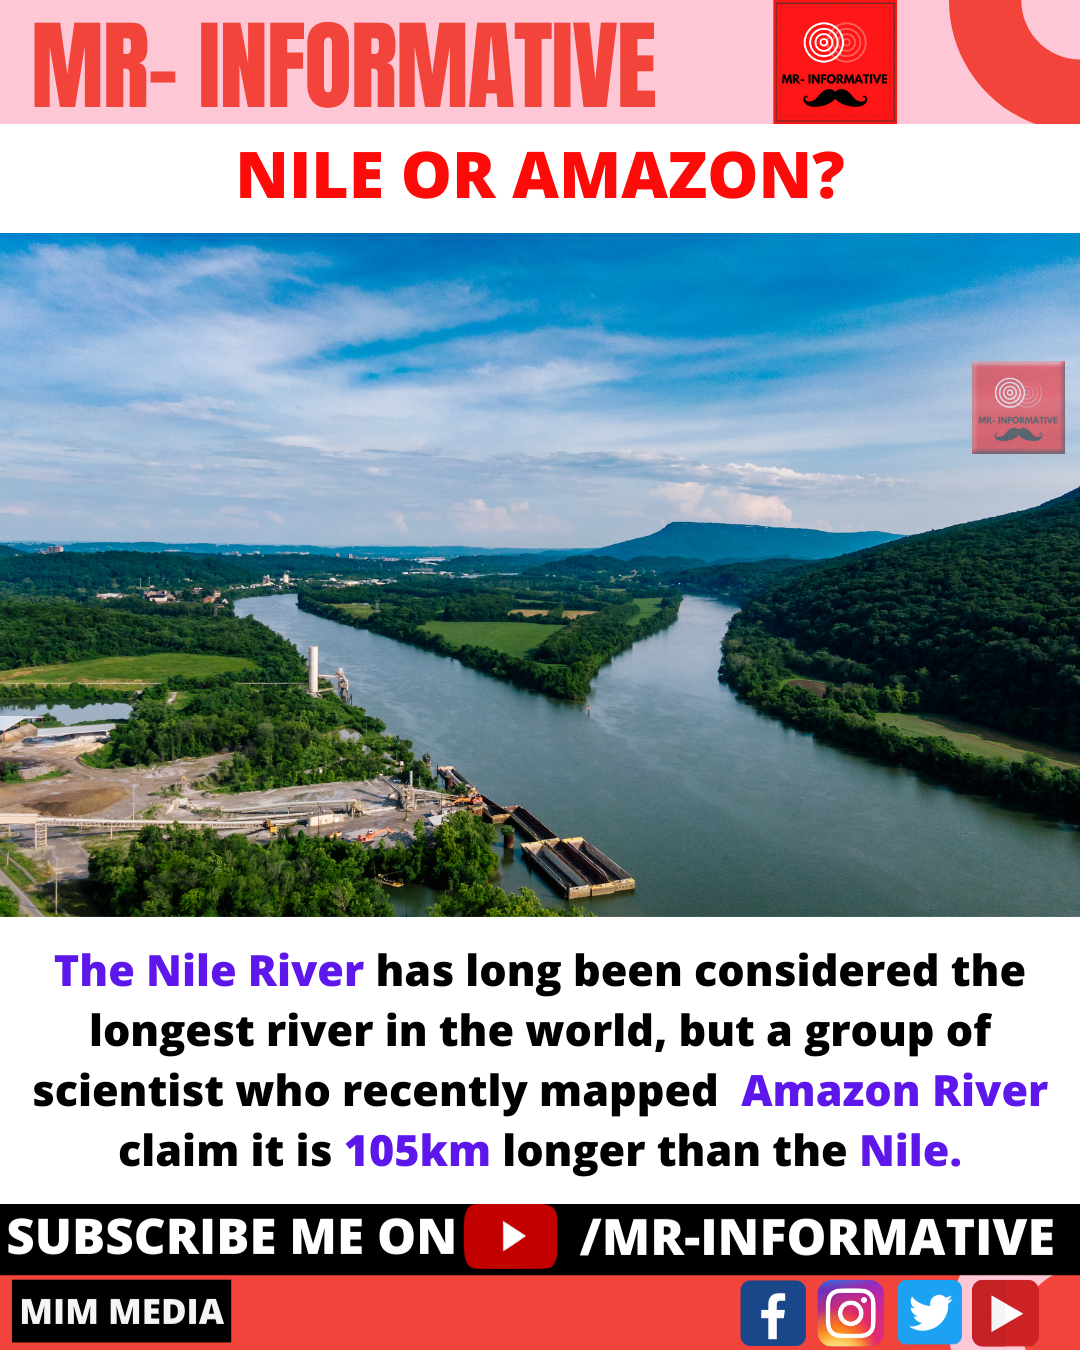 MR- INFORMATIVE
MR- INFORMATIVE
NILE OR AMAZON?
MR- INFORMATIVE
The Nile River has long been considered the
longest river in the world, but a group of
scientist who recently mapped Amazon River
claim it is 105km longer than the Nile.
SUBSCRIBE ME ON /MR-INFORMATIVE
MIM MEDIA